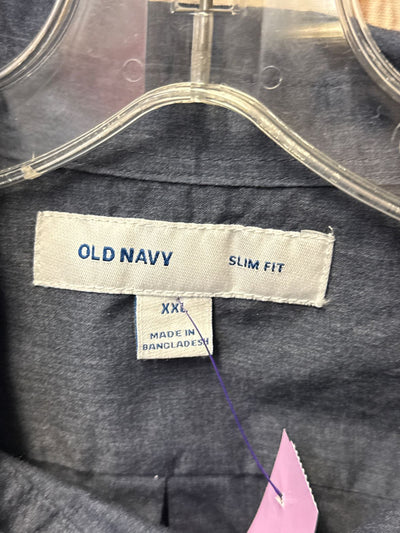 OLD NAVY SLIM FIT
XXL
MADE IN
BANGLADESH